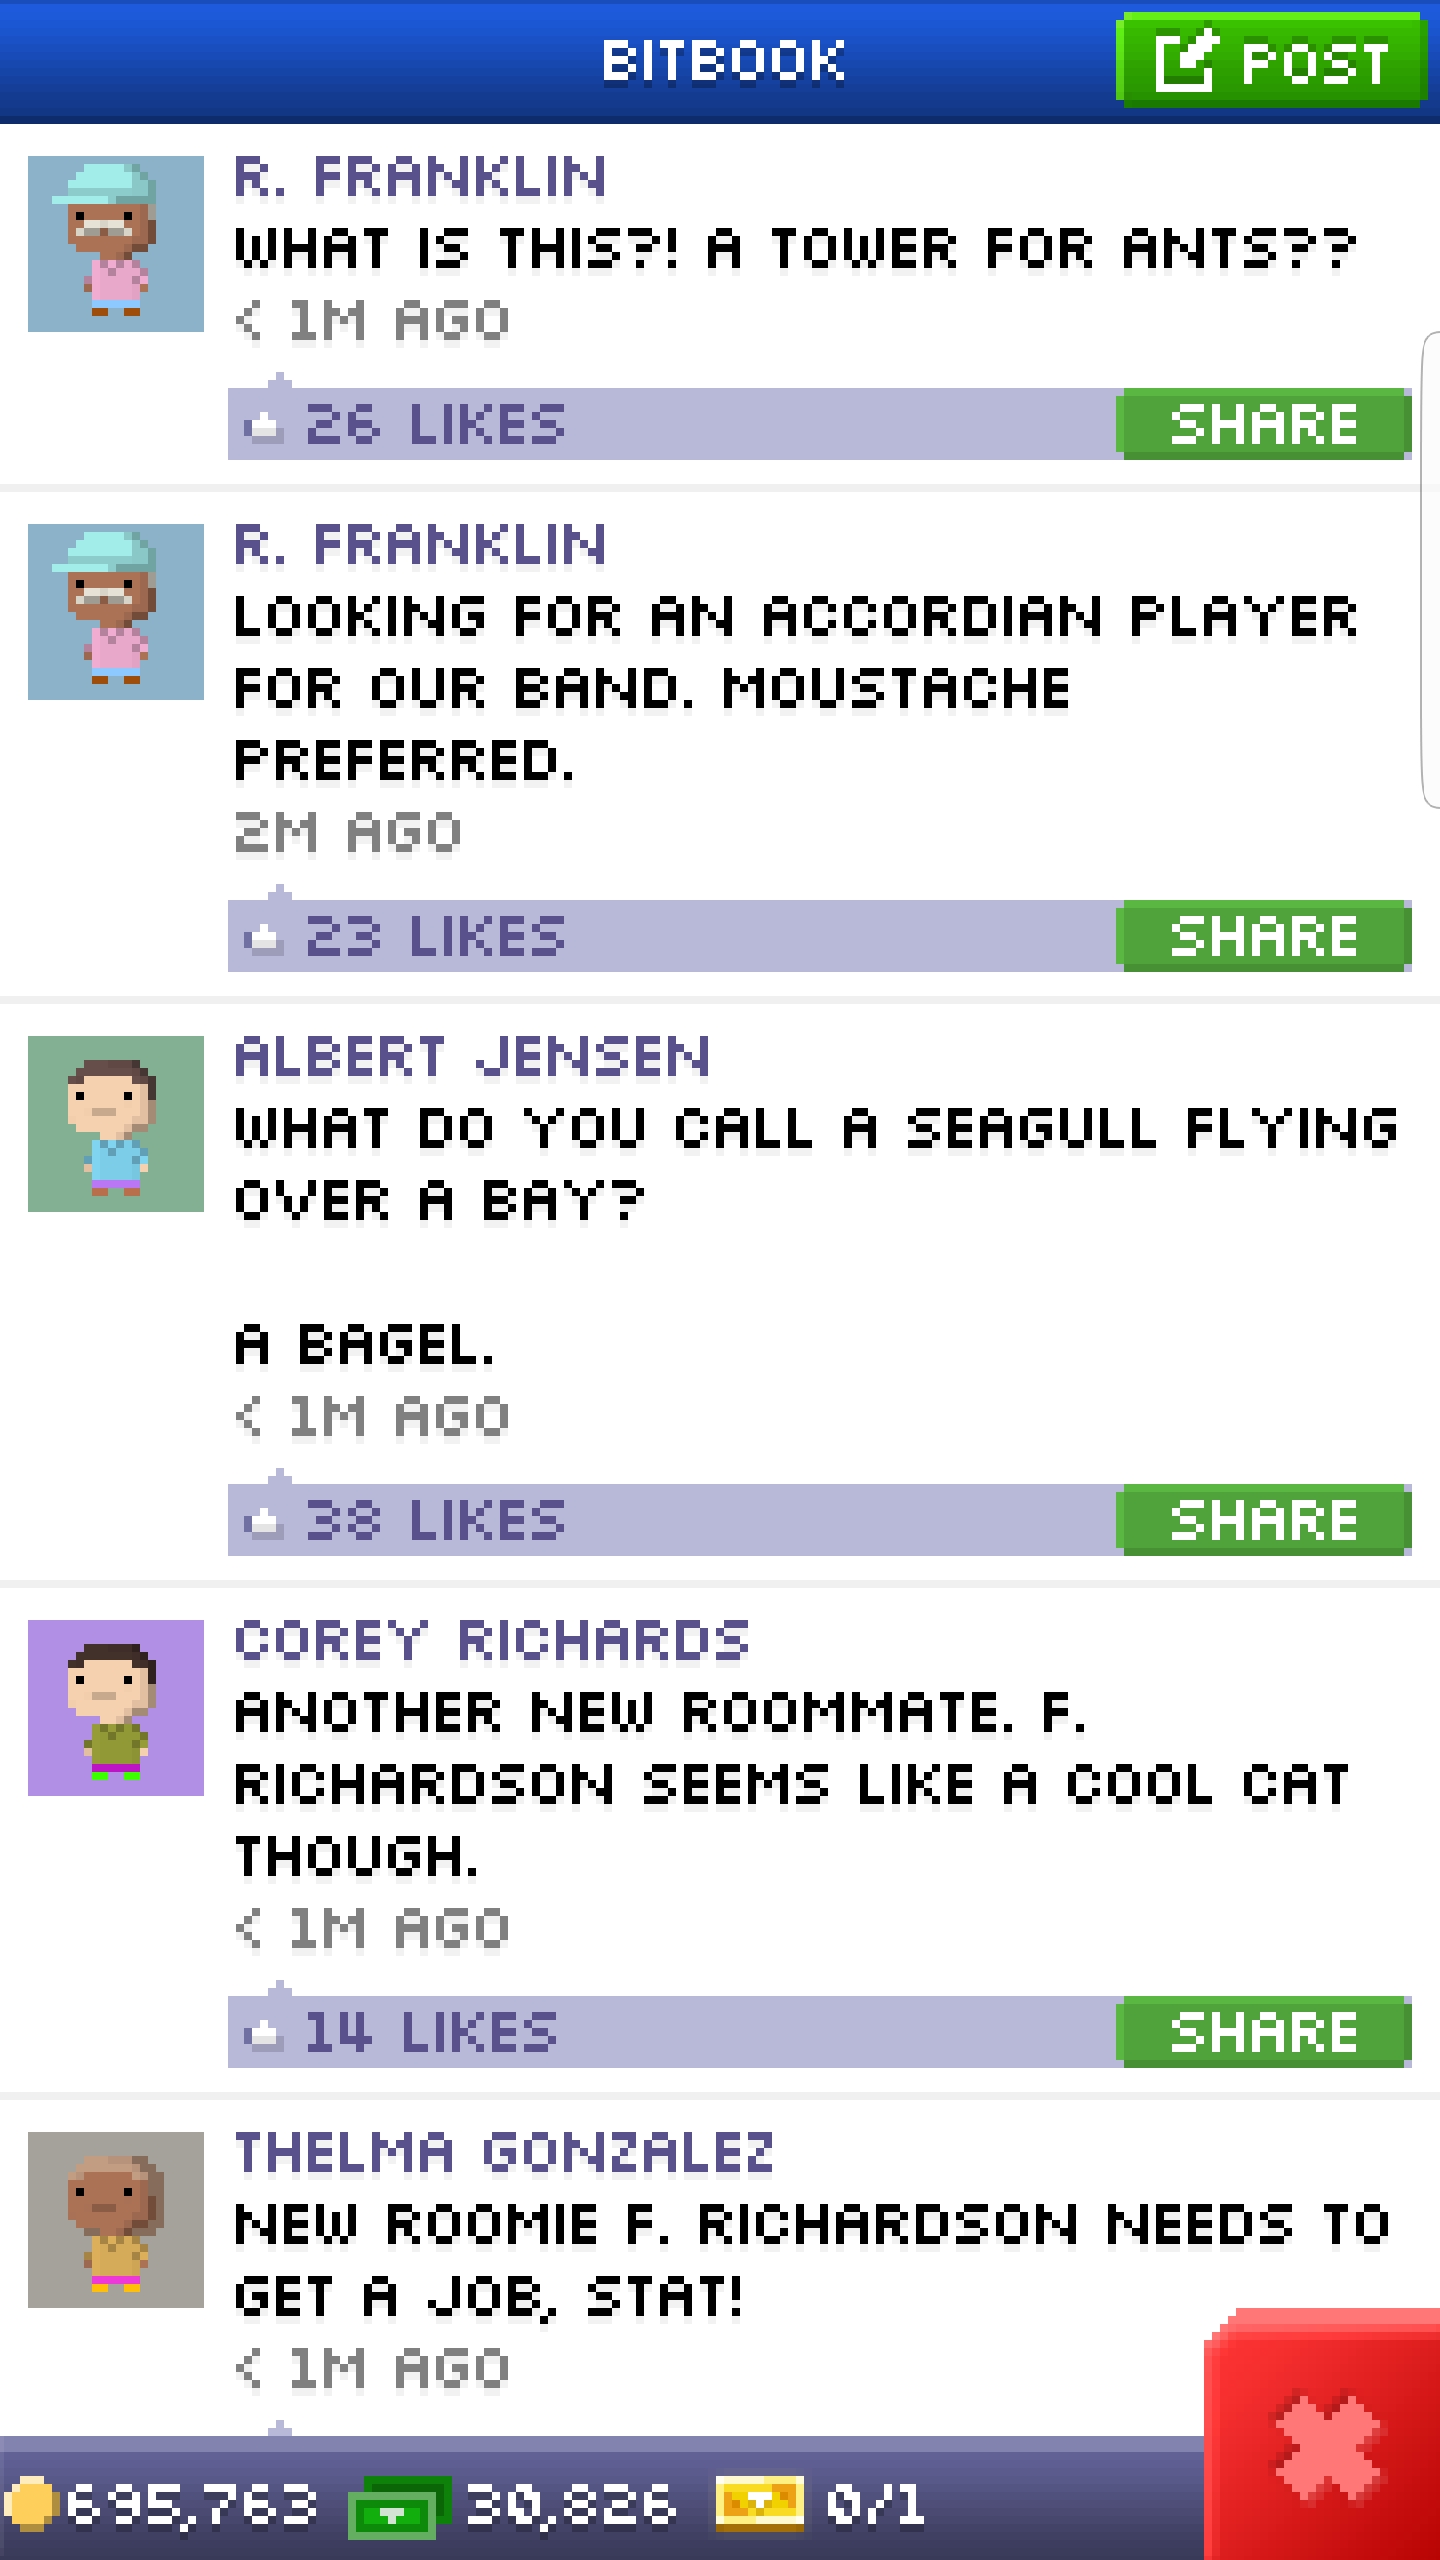 BITBOOK
POST
R. FRANKLIN
WHAT IS THIS?! A TOWER FOR ANTS??
< 1M AGO
26 LIKES
SHARE
R. FRANKLIN
LOOKING FOR AN ACCORDIAN PLAYER
FOR OUR BAND. MOUSTACHE
PREFERRED.
2M AGO
23 LIKES
SHARE
ALBERT JENSEN
WHAT DO YOU CALL A SEAGULL FLYING
OVER A BAY?
A BAGEL.
< 1M AGO
38 LIKES
SHARE
COREY RICHARDS
ANOTHER NEW ROOMMATE. F.
RICHARDSON SEEMS LIKE A COOL CAT
THOUGH.
< 1M AGO
14 LIKES
SHARE
THELMA GONZALEZ
NEW ROOMIE F. RICHARDSON NEEDS TO
GET A JOB, STAT!
< 1M AGO
695,763 30,826 0/1